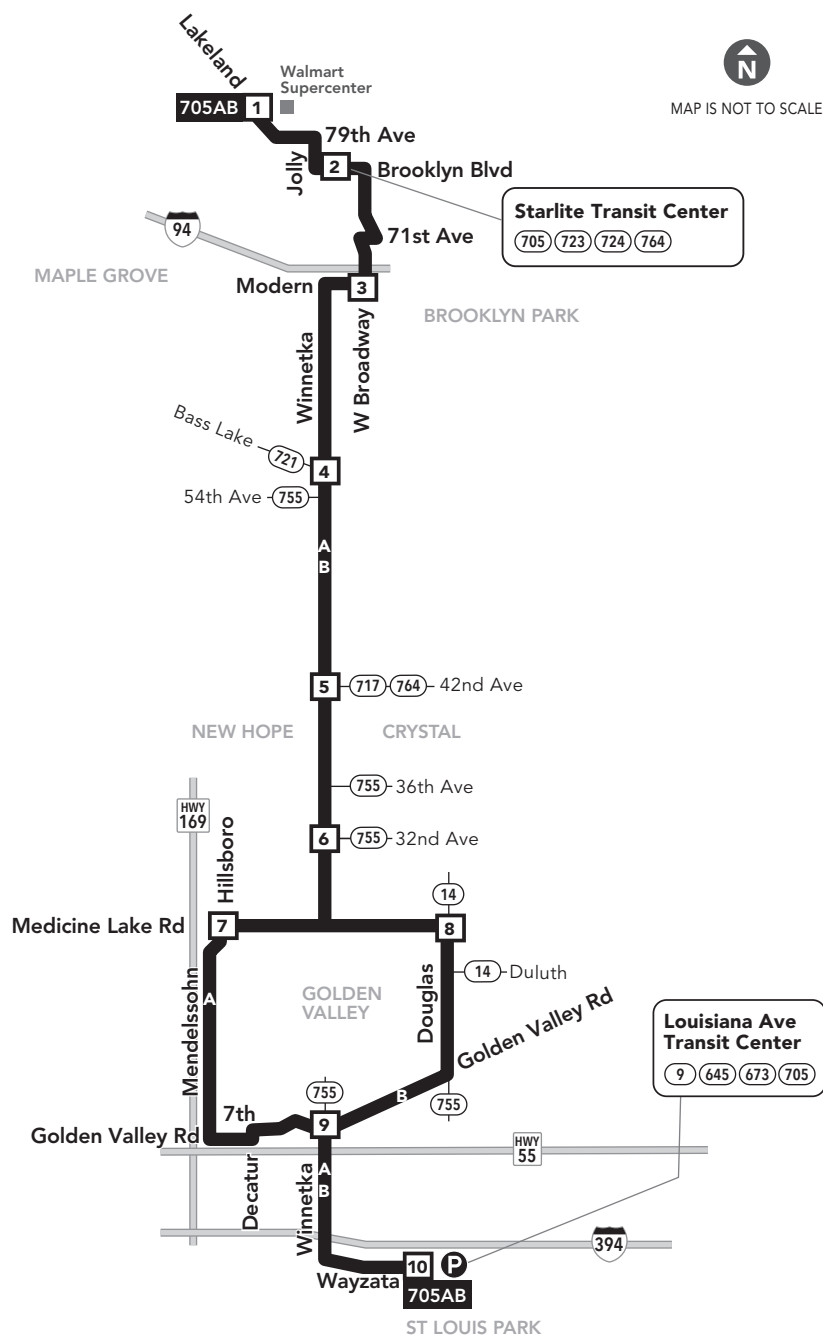 Lakeland
Walmart
Supercenter
N
MAP IS NOT TO SCALE
705AB
1
79th Ave
Jolly
2
Brooklyn Blvd
Starlite Transit Center
705 723 724 764
94
71st Ave
MAPLE GROVE
Modern
3
BROOKLYN PARK
Winnetka
W Broadway
Bass Lake
721
4
54th Ave
755
A
B
5
717
764
42nd Ave
NEW HOPE
CRYSTAL
755
36th Ave
HWY
169
6
755
32nd Ave
Hillsboro
14
Medicine Lake Rd
7
8
14
Duluth
Mendelssohn
A
GOLDEN
VALLEY
Douglas
Golden Valley Rd
Louisiana Ave
Transit Center
9 645 673 705
755
B
755
7th
9
Golden Valley Rd
HWY
55
Decatur
Winnetka
A
B
394
Wayzata
10
P
705AB
ST LOUIS PARK